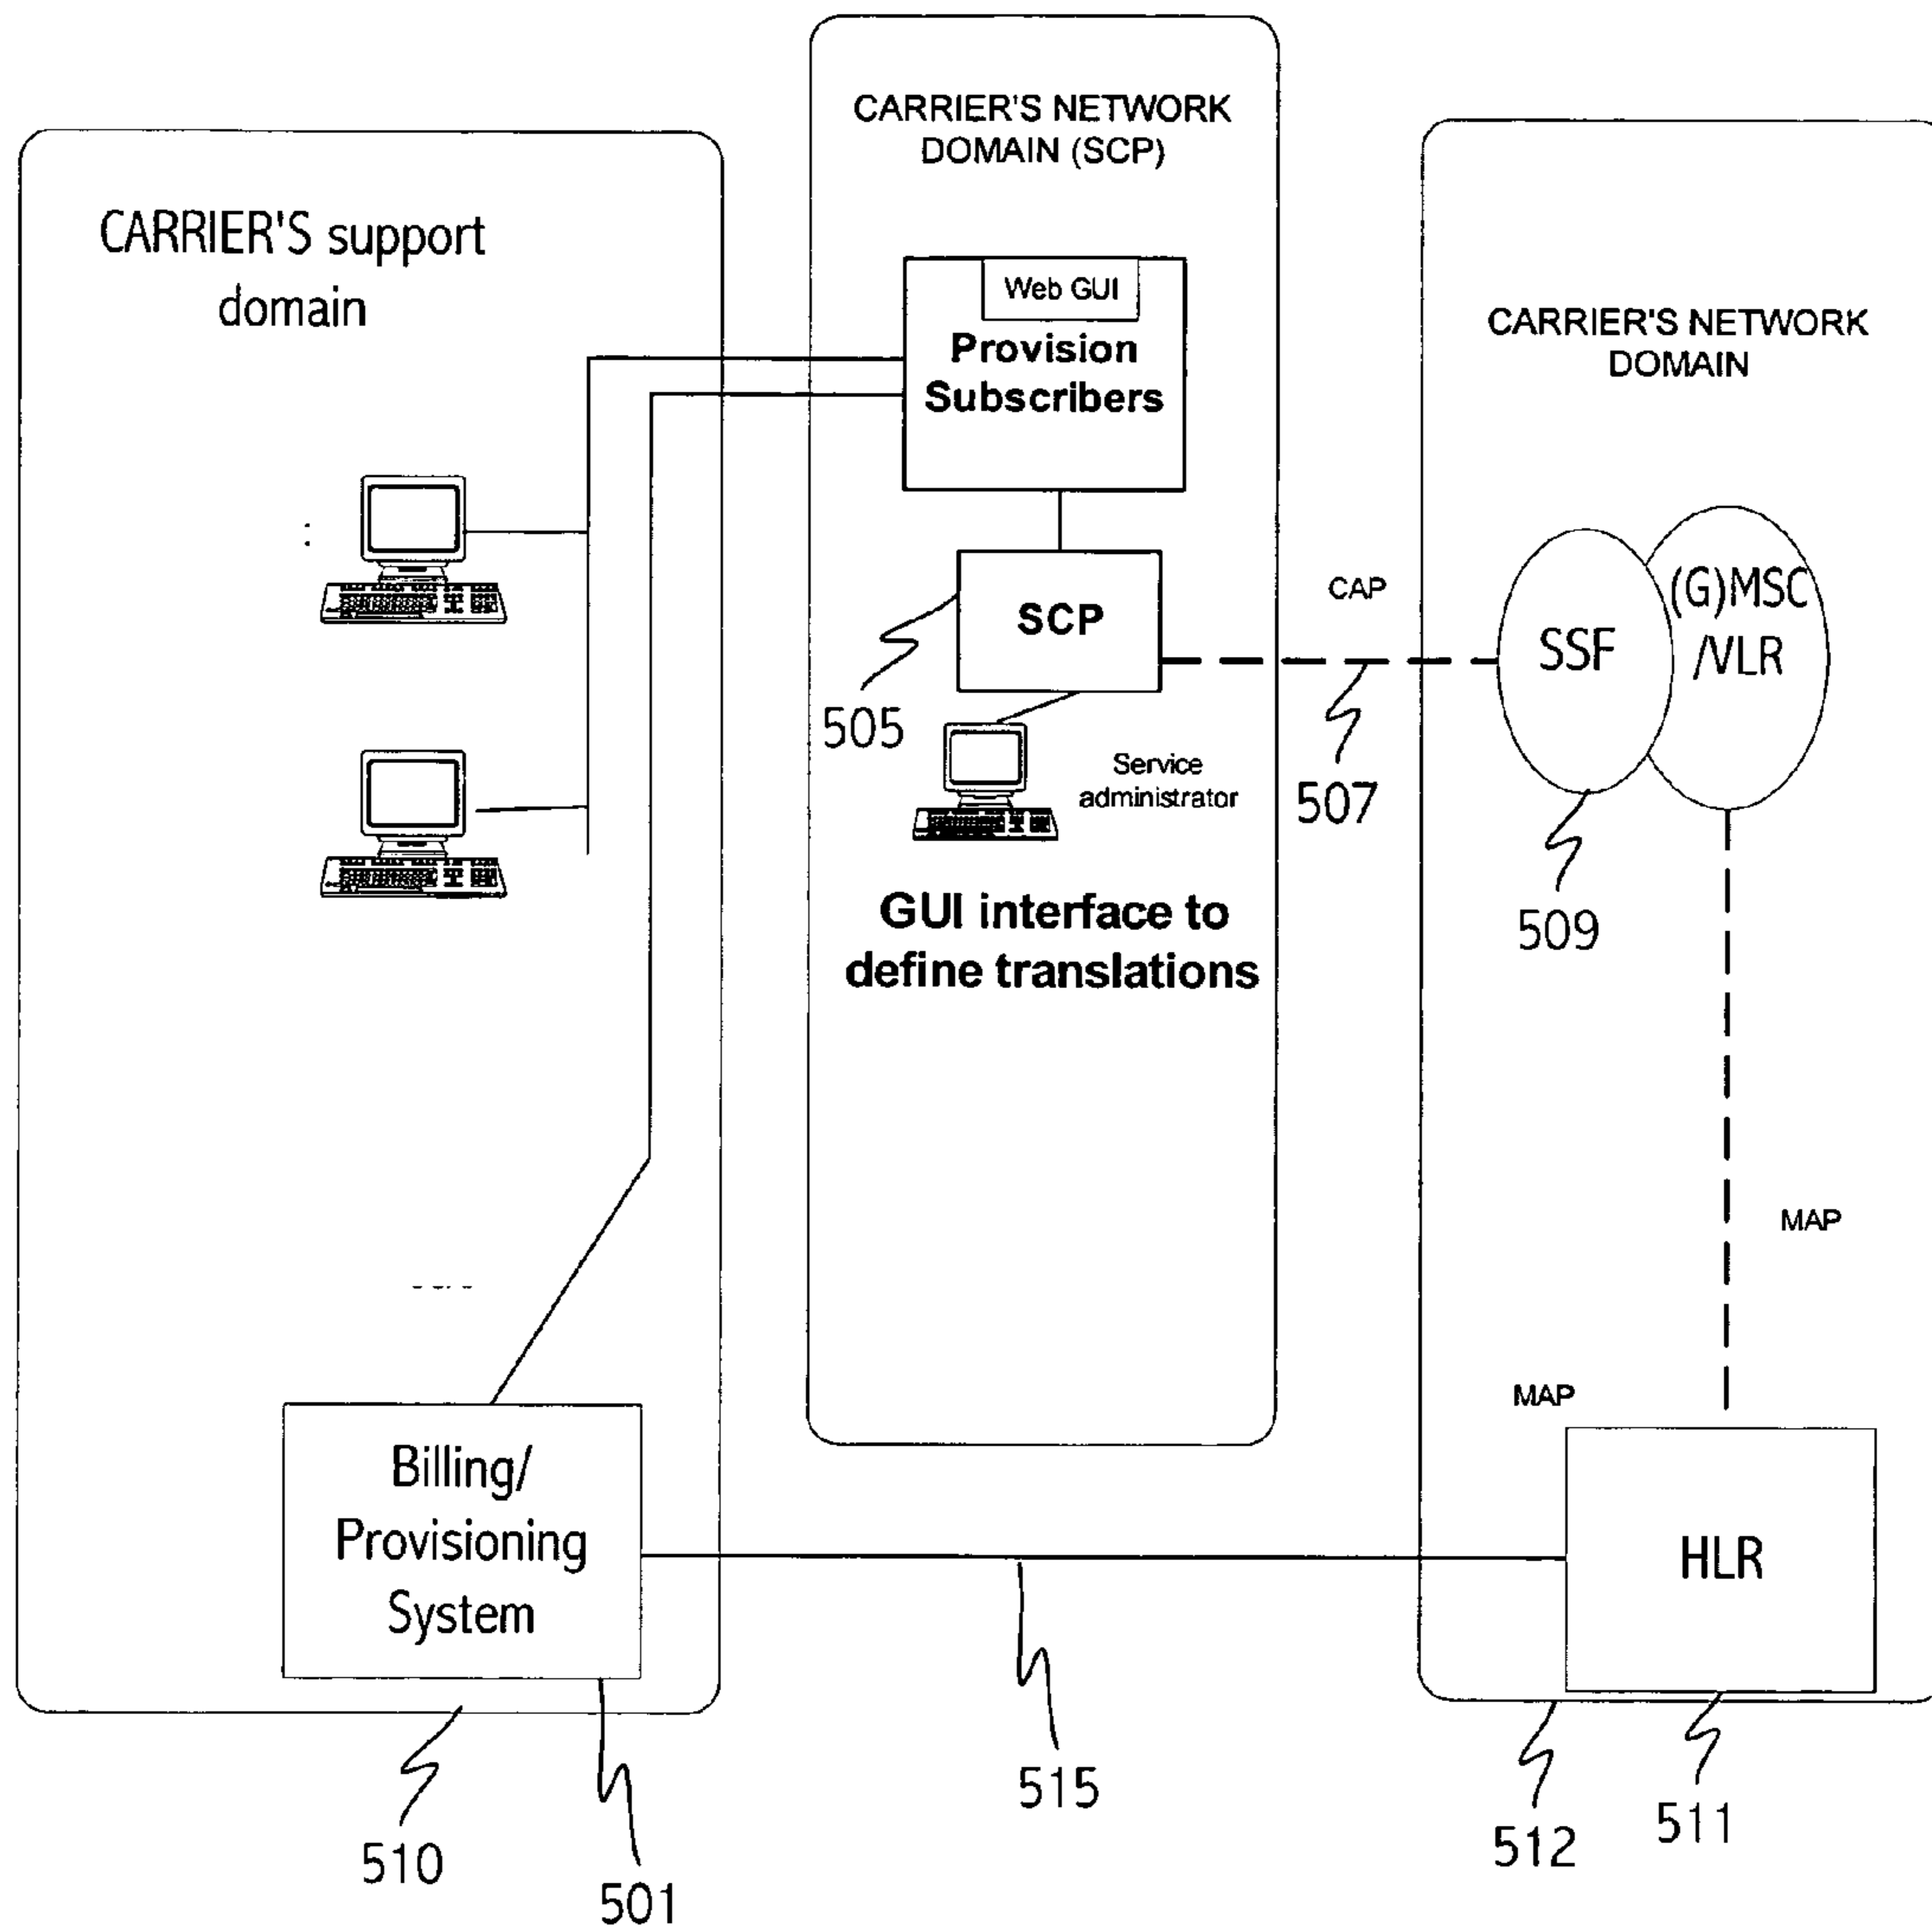 CARRIER'S support
domain
Billing/
Provisioning
System
510
501
CARRIER'S NETWORK
DOMAIN (SCP)
Web GUI
Provision
Subscribers
SCP
505
Service
administrator
GUI interface to
define translations
CAP
507
515
CARRIER'S NETWORK
DOMAIN
SSF
(G)MSC
/VLR
509
MAP
MAP
HLR
512
511